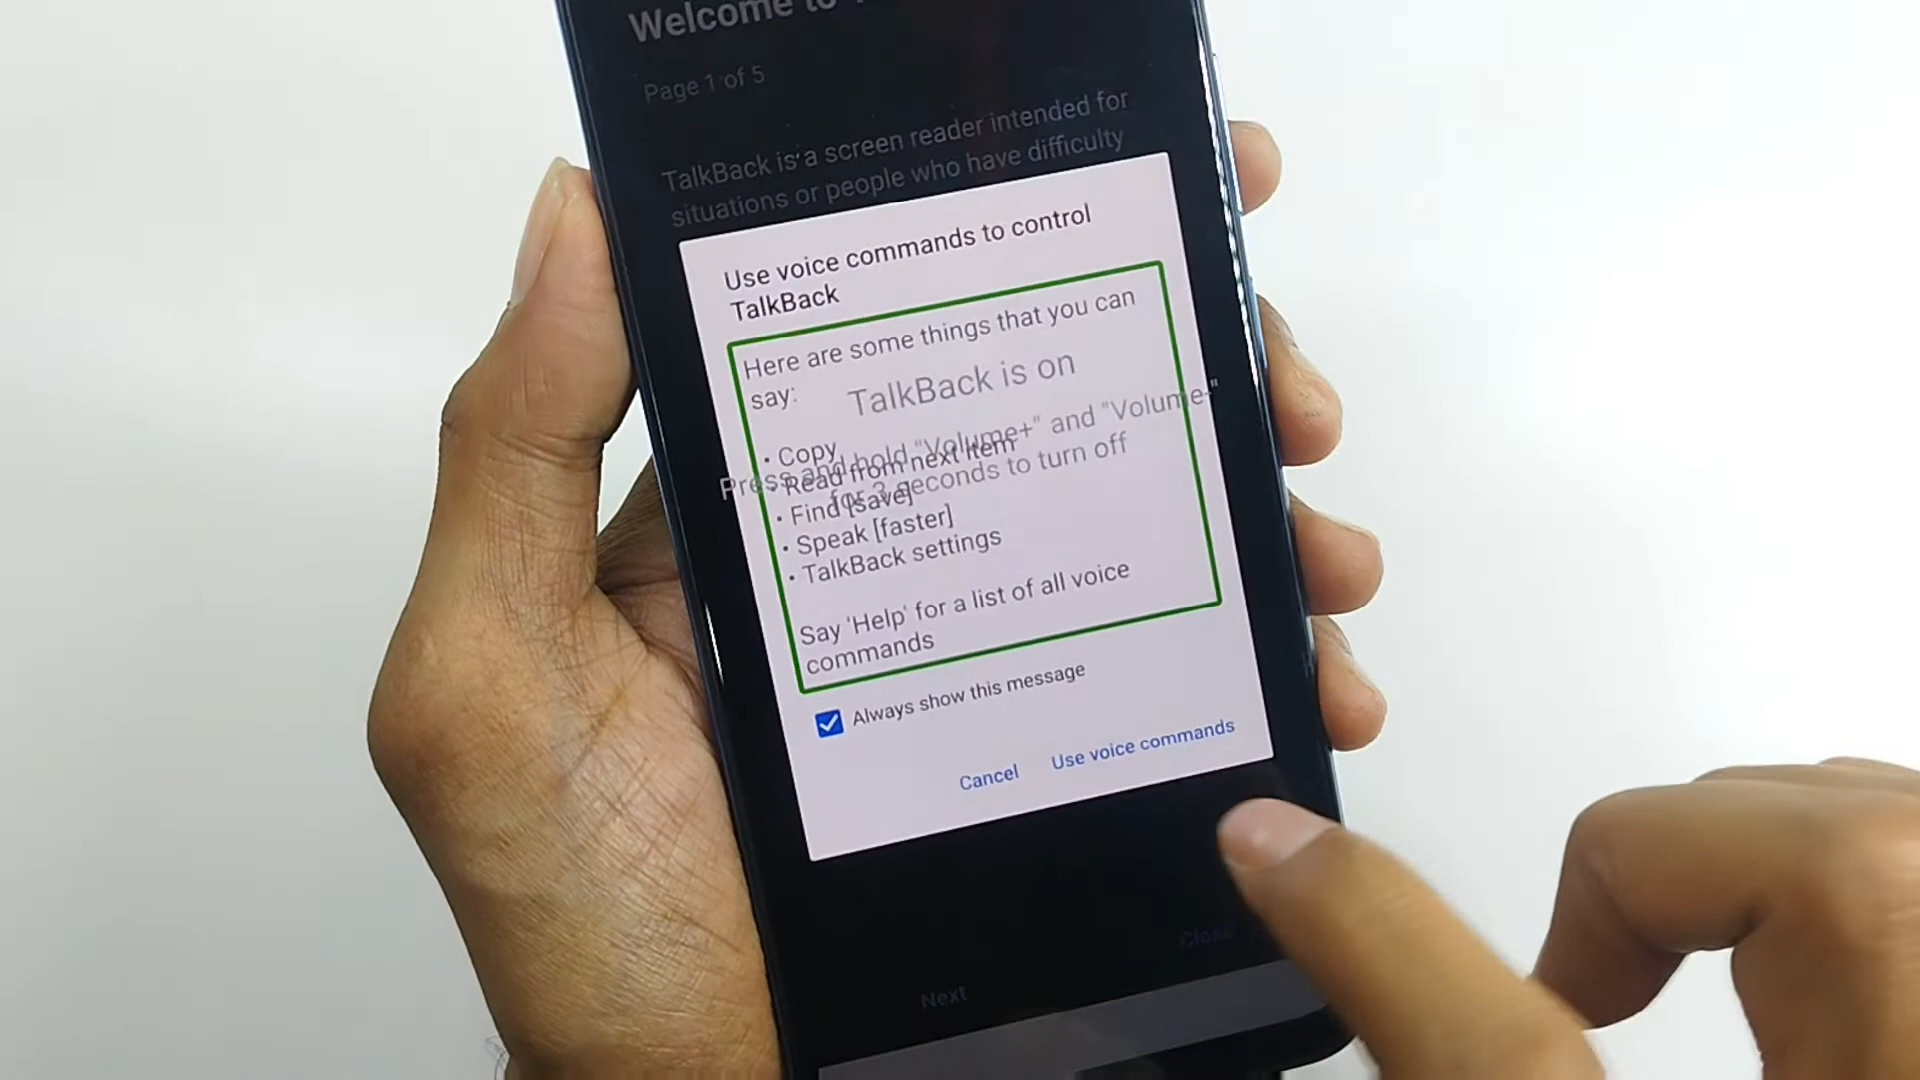 Welcome to
Page 1 of 5
TalkBack is a screen reader intended for
situations or people who have difficulty
Use voice commands to control
TalkBack
Here are some things that you can
say:
TalkBack is on
Press and hold "Volume+" and "Volume-"
for 3 seconds to turn off
• Copy
• Read from next item
• Find [save]
• Speak [faster]
• TalkBack settings
Say 'Help' for a list of all voice
commands
Always show this message
Cancel
Use voice commands
Close
Next